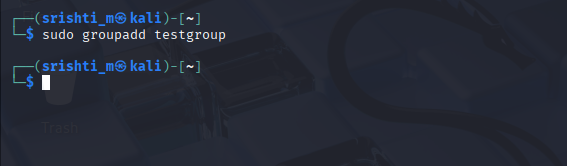 ┌──(srishti_m㉿kali)-[~]
└─$ sudo groupadd testgroup
┌──(srishti_m㉿kali)-[~]
└─$
Trash